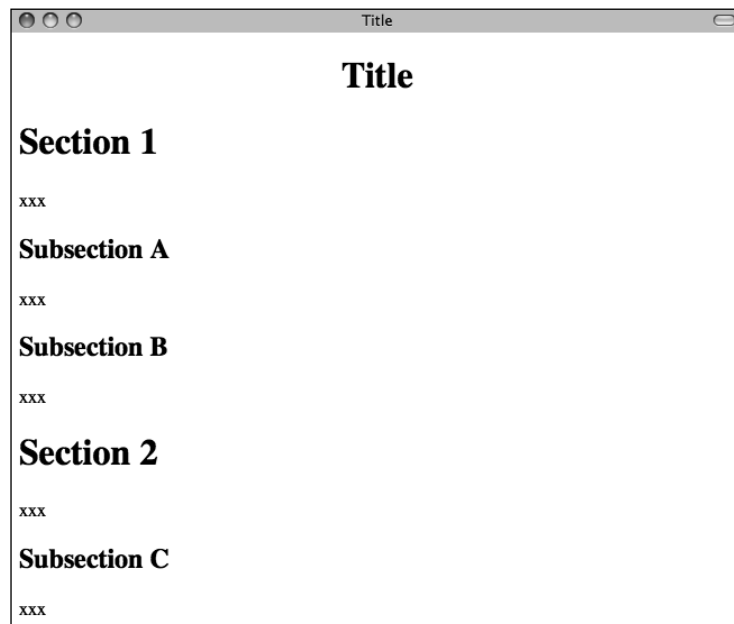 Title
Title
Section 1
xxx
Subsection A
xxx
Subsection B
xxx
Section 2
xxx
Subsection C
xxx